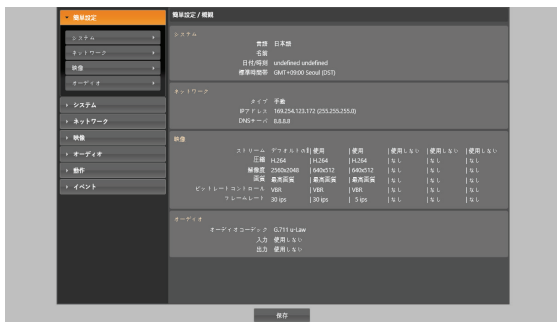 簡単設定
システム
ネットワーク
映像
オーディオ
システム
ネットワーク
映像
オーディオ
動作
イベント
簡単設定 / 概観
システム
言語 日本語
名前
日付/時刻 undefined undefined
標準時間帯 GMT+09:00 Seoul (DST)
ネットワーク
タイプ 手動
IPアドレス 169.254.123.172 (255.255.255.0)
DNSサーバ 8.8.8.8
映像
ストリーム デフォルトの | 使用 | 使用 | 使用しない | 使用しない | 使用しない
圧縮 H.264 | H.264 | H.264 | なし | なし | なし
解像度 2560x2048 | 640x512 | 640x512 | なし | なし | なし
画質 最高画質 | 最高画質 | 最高画質 | なし | なし | なし
ビットレートコントロール VBR | VBR | VBR | なし | なし | なし
フレームレート 30 ips | 30 ips | 5 ips | なし | なし | なし
オーディオ
オーディオコーデック G.711 u-Law
入力 使用しない
出力 使用しない
保存